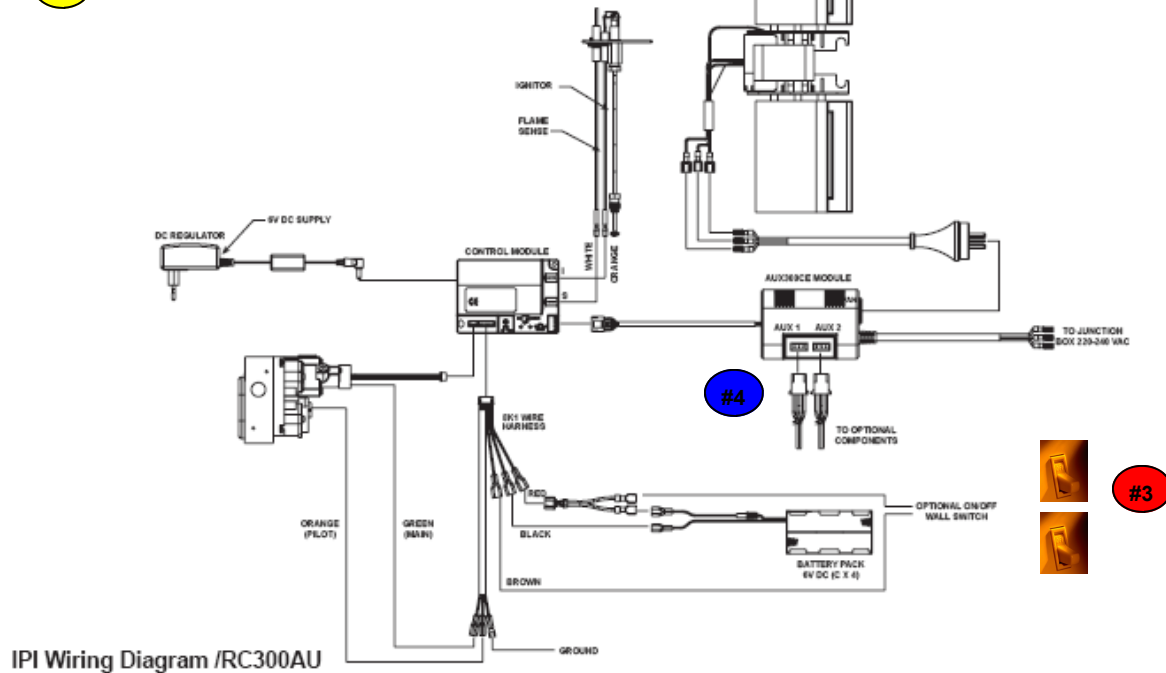 IGNITOR
FLAME
SENSE
6V DC SUPPLY
DC REGULATOR
CONTROL MODULE
WHITE
ORANGE
I
S
AUX300CE MODULE
AUX 1 AUX 2
TO JUNCTION
BOX 220-240 VAC
#4
TO OPTIONAL
COMPONENTS
8K1 WIRE
HARNESS
RED
#3
OPTIONAL ON/OFF
WALL SWITCH
ORANGE
(PILOT)
GREEN
(MAIN)
BLACK
BATTERY PACK
6V DC (C X 4)
BROWN
GROUND
IPI Wiring Diagram /RC300AU